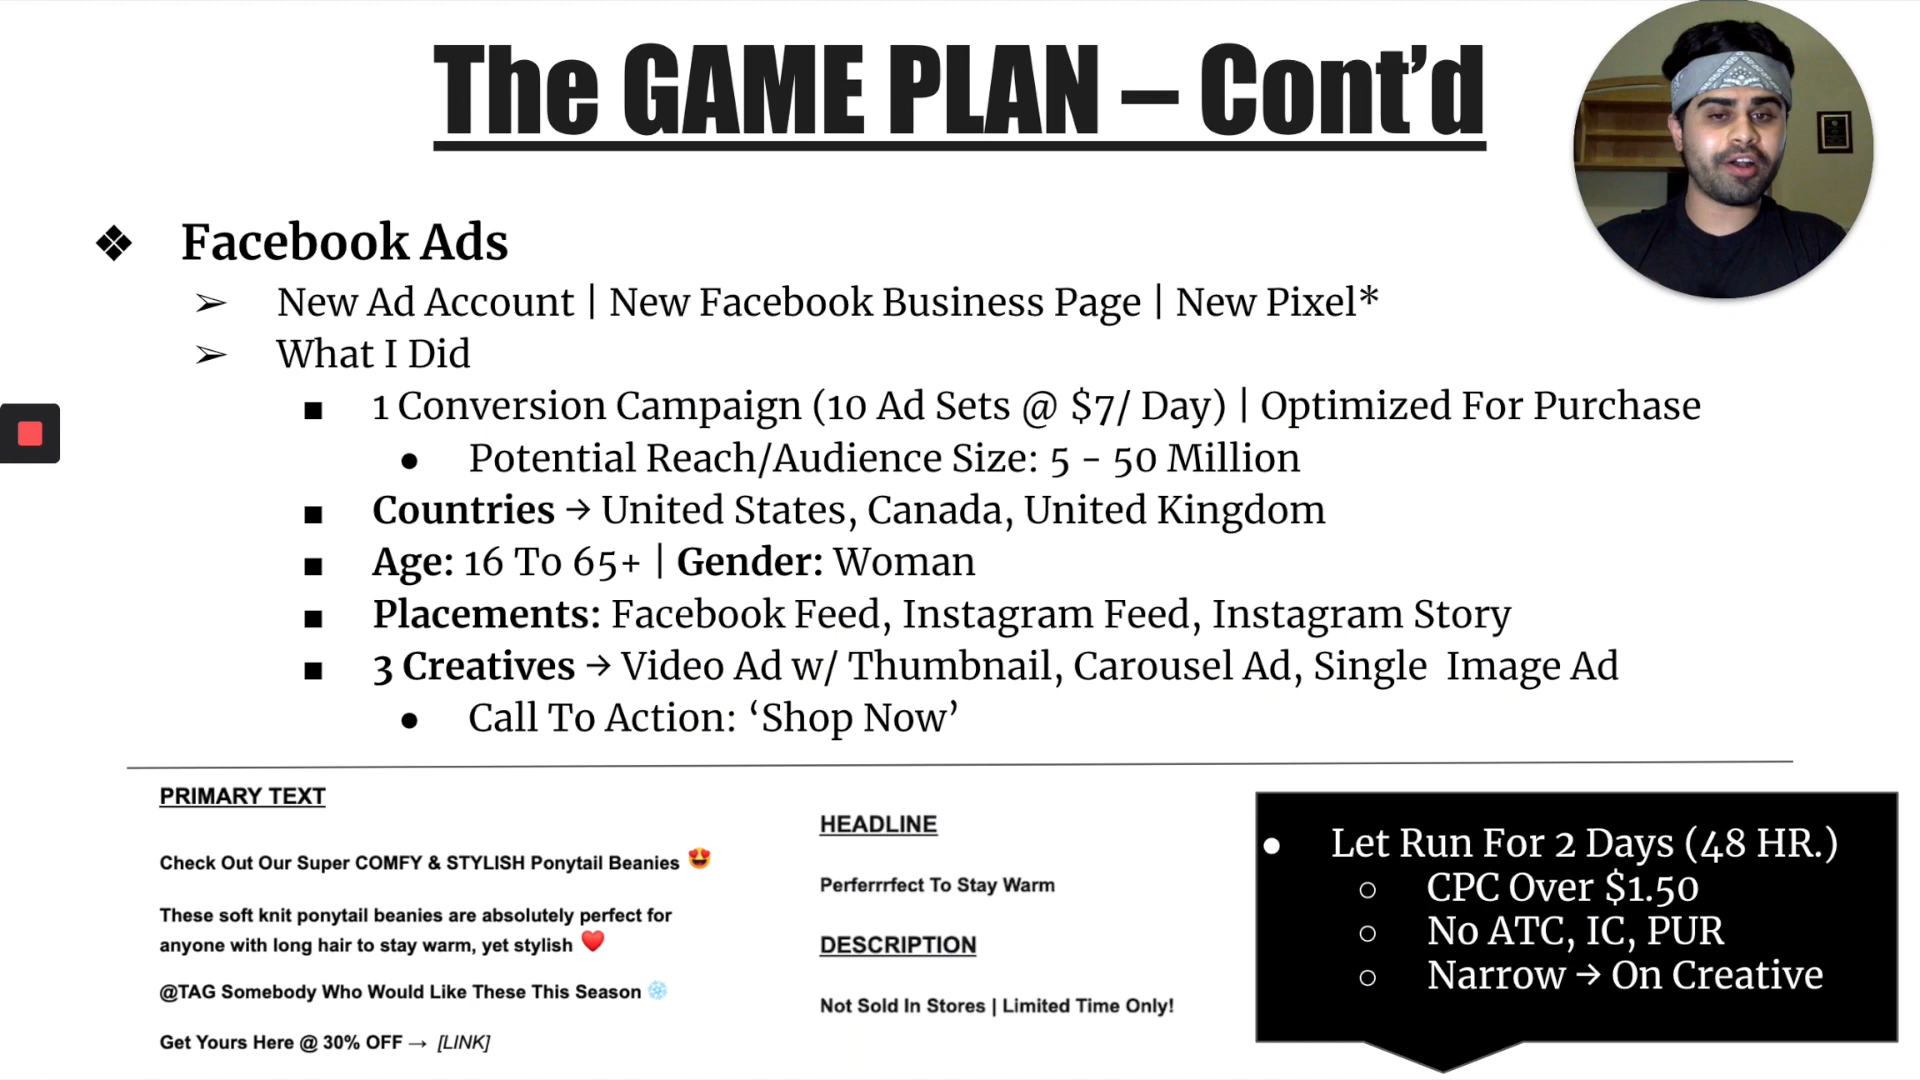 The GAME PLAN – Cont’d
❖ Facebook Ads
➢ New Ad Account | New Facebook Business Page | New Pixel*
➢ What I Did
■ 1 Conversion Campaign (10 Ad Sets @ $7/ Day) | Optimized For Purchase
● Potential Reach/Audience Size: 5 - 50 Million
■ Countries → United States, Canada, United Kingdom
■ Age: 16 To 65+ | Gender: Woman
■ Placements: Facebook Feed, Instagram Feed, Instagram Story
■ 3 Creatives → Video Ad w/ Thumbnail, Carousel Ad, Single Image Ad
● Call To Action: ‘Shop Now’
PRIMARY TEXT
Check Out Our Super COMFY & STYLISH Ponytail Beanies 😍
These soft knit ponytail beanies are absolutely perfect for
anyone with long hair to stay warm, yet stylish ❤️
@TAG Somebody Who Would Like These This Season ❄️
Get Yours Here @ 30% OFF → [LINK]
HEADLINE
Perferrrfect To Stay Warm
DESCRIPTION
Not Sold In Stores | Limited Time Only!
● Let Run For 2 Days (48 HR.)
○ CPC Over $1.50
○ No ATC, IC, PUR
○ Narrow → On Creative